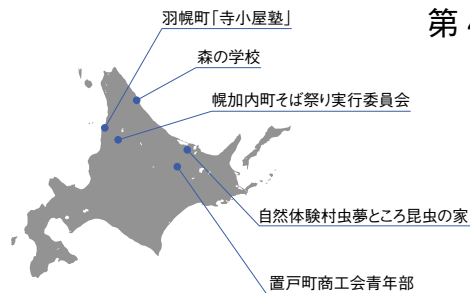 羽幌町「寺小屋塾」
第
森の学校
幌加内町そば祭り実行委員会
自然体験村虫夢ところ昆虫の家
置戸町商工会青年部